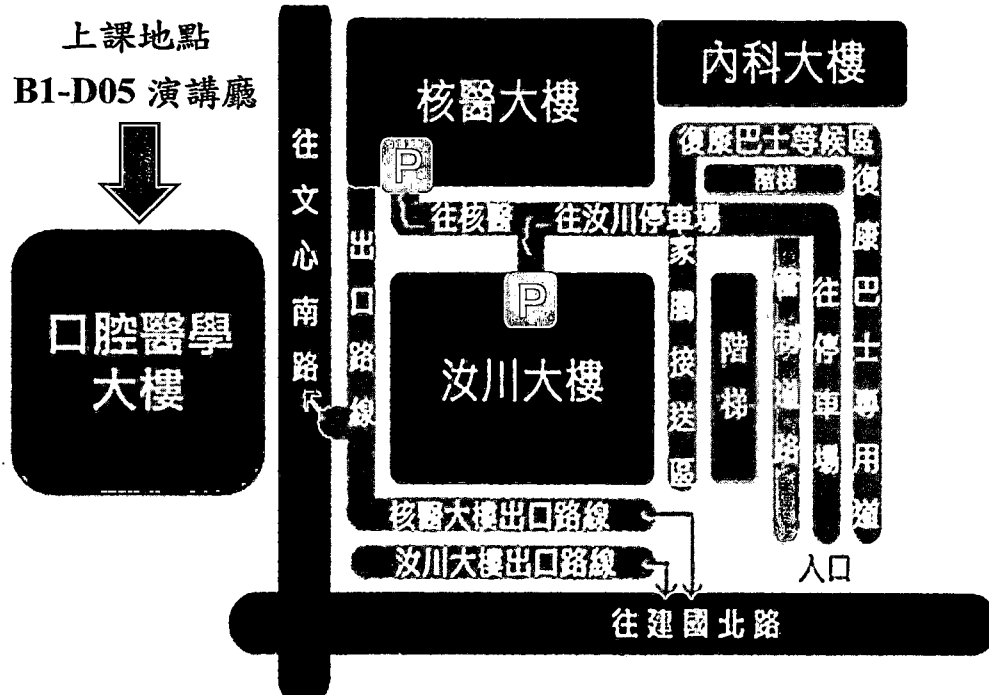 上課地點
B1-D05 演講廳
口腔醫學
大樓
往文心南路
核醫大樓
P
內科大樓
復康巴士等候區
階梯
往核醫
往汝川停車場
出口路線
P
汝川大樓
接送區
階梯
道路
往停車場
復康巴士專用道
核醫大樓出口路線
汝川大樓出口路線
入口
往建國北路